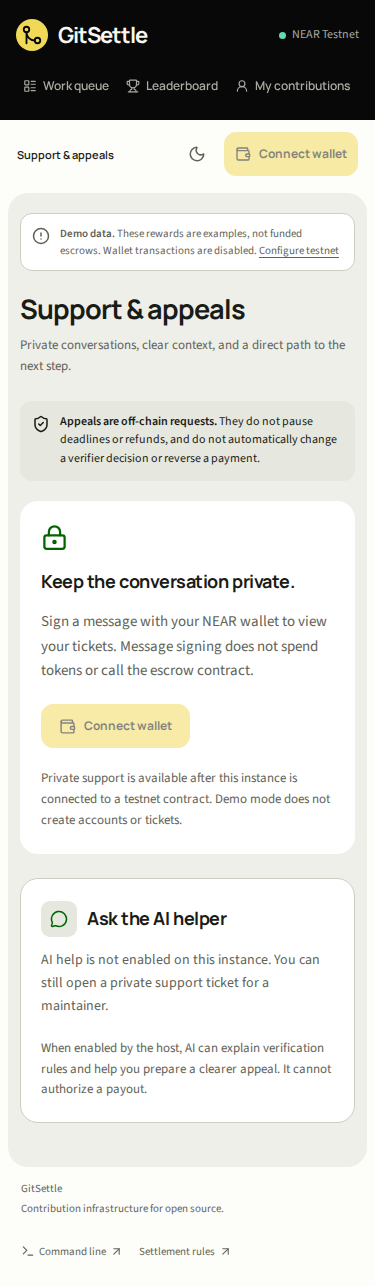 GitSettle
NEAR Testnet
Work queue
Leaderboard
My contributions
Support & appeals
Connect wallet
Demo data. These rewards are examples, not funded
escrows. Wallet transactions are disabled. Configure testnet
Support & appeals
Private conversations, clear context, and a direct path to the
next step.
Appeals are off-chain requests. They do not pause
deadlines or refunds, and do not automatically change
a verifier decision or reverse a payment.
Keep the conversation private.
Sign a message with your NEAR wallet to view
your tickets. Message signing does not spend
tokens or call the escrow contract.
Connect wallet
Private support is available after this instance is
connected to a testnet contract. Demo mode does not
create accounts or tickets.
Ask the AI helper
AI help is not enabled on this instance. You can
still open a private support ticket for a
maintainer.
When enabled by the host, AI can explain verification
rules and help you prepare a clearer appeal. It cannot
authorize a payout.
GitSettle
Contribution infrastructure for open source.
Command line
Settlement rules